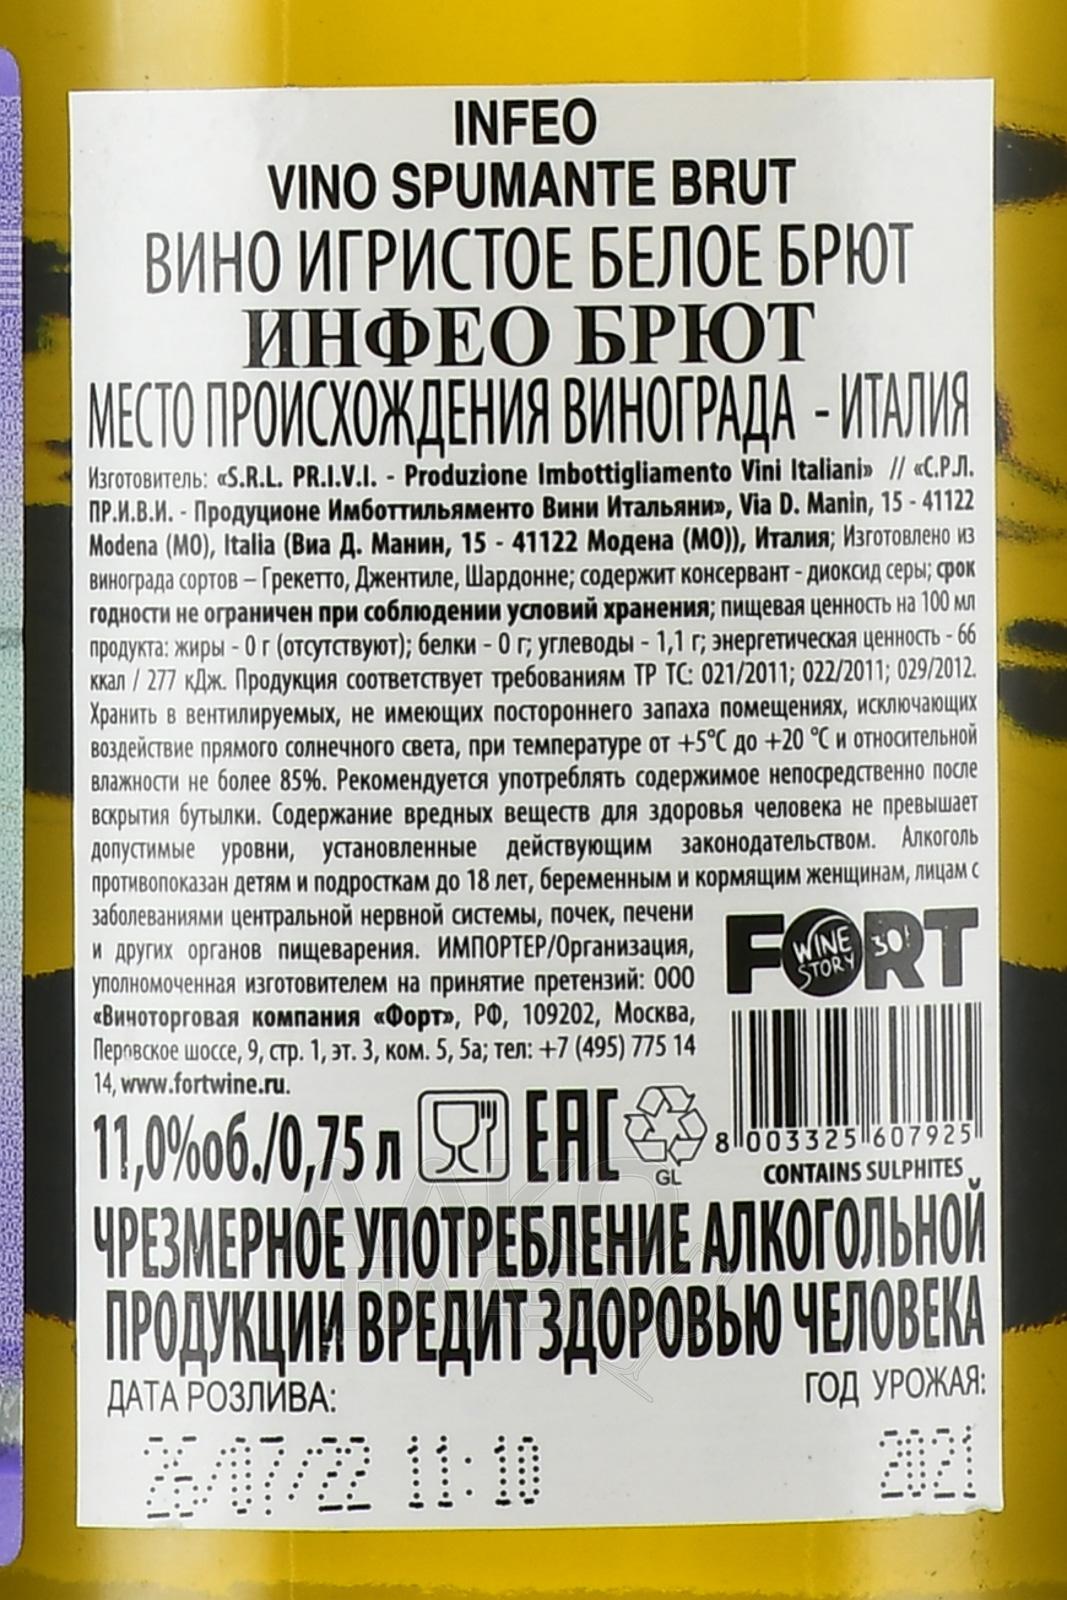 INFEO
VINO SPUMANTE BRUT
ВИНО ИГРИСТОЕ БЕЛОЕ БРЮТ
ИНФЕО БРЮТ
МЕСТО ПРОИСХОЖДЕНИЯ ВИНОГРАДА - ИТАЛИЯ
Изготовитель: «S.R.L. PR.I.V.I. - Produzione Imbottigliamento Vini Italiani» // «С.Р.Л.
ПР.И.В.И. - Продуционе Имботтильяменто Вини Итальяни», Via D. Manin, 15 - 41122
Modena (MO), Italia (Виа Д. Манин, 15 - 41122 Модена (МО)), Италия; Изготовлено из
винограда сортов – Грекетто, Джентиле, Шардонне; содержит консервант - диоксид серы; срок
годности не ограничен при соблюдении условий хранения; пищевая ценность на 100 мл
продукта: жиры - 0 г (отсутствуют); белки - 0 г; углеводы - 1,1 г; энергетическая ценность - 66
ккал / 277 кДж. Продукция соответствует требованиям ТР ТС: 021/2011; 022/2011; 029/2012.
Хранить в вентилируемых, не имеющих постороннего запаха помещениях, исключающих
воздействие прямого солнечного света, при температуре от +5°С до +20 °С и относительной
влажности не более 85%. Рекомендуется употреблять содержимое непосредственно после
вскрытия бутылки. Содержание вредных веществ для здоровья человека не превышает
допустимые уровни, установленные действующим законодательством. Алкоголь
противопоказан детям и подросткам до 18 лет, беременным и кормящим женщинам, лицам с
заболеваниями центральной нервной системы, почек, печени
и других органов пищеварения. ИМПОРТЕР/Организация,
уполномоченная изготовителем на принятие претензий: ООО
«Виноторговая компания «Форт», РФ, 109202, Москва,
Перовское шоссе, 9, стр. 1, эт. 3, ком. 5, 5а; тел: +7 (495) 775 14
14, www.fortwine.ru.
FORT
WINE STORY 30!
8 003325 607925
CONTAINS SULPHITES
11,0%об./0,75 л
EAC
GL
ЧРЕЗМЕРНОЕ УПОТРЕБЛЕНИЕ АЛКОГОЛЬНОЙ
ПРОДУКЦИИ ВРЕДИТ ЗДОРОВЬЮ ЧЕЛОВЕКА
ДАТА РОЗЛИВА:
ГОД УРОЖАЯ:
26/07/22 11:10
2021